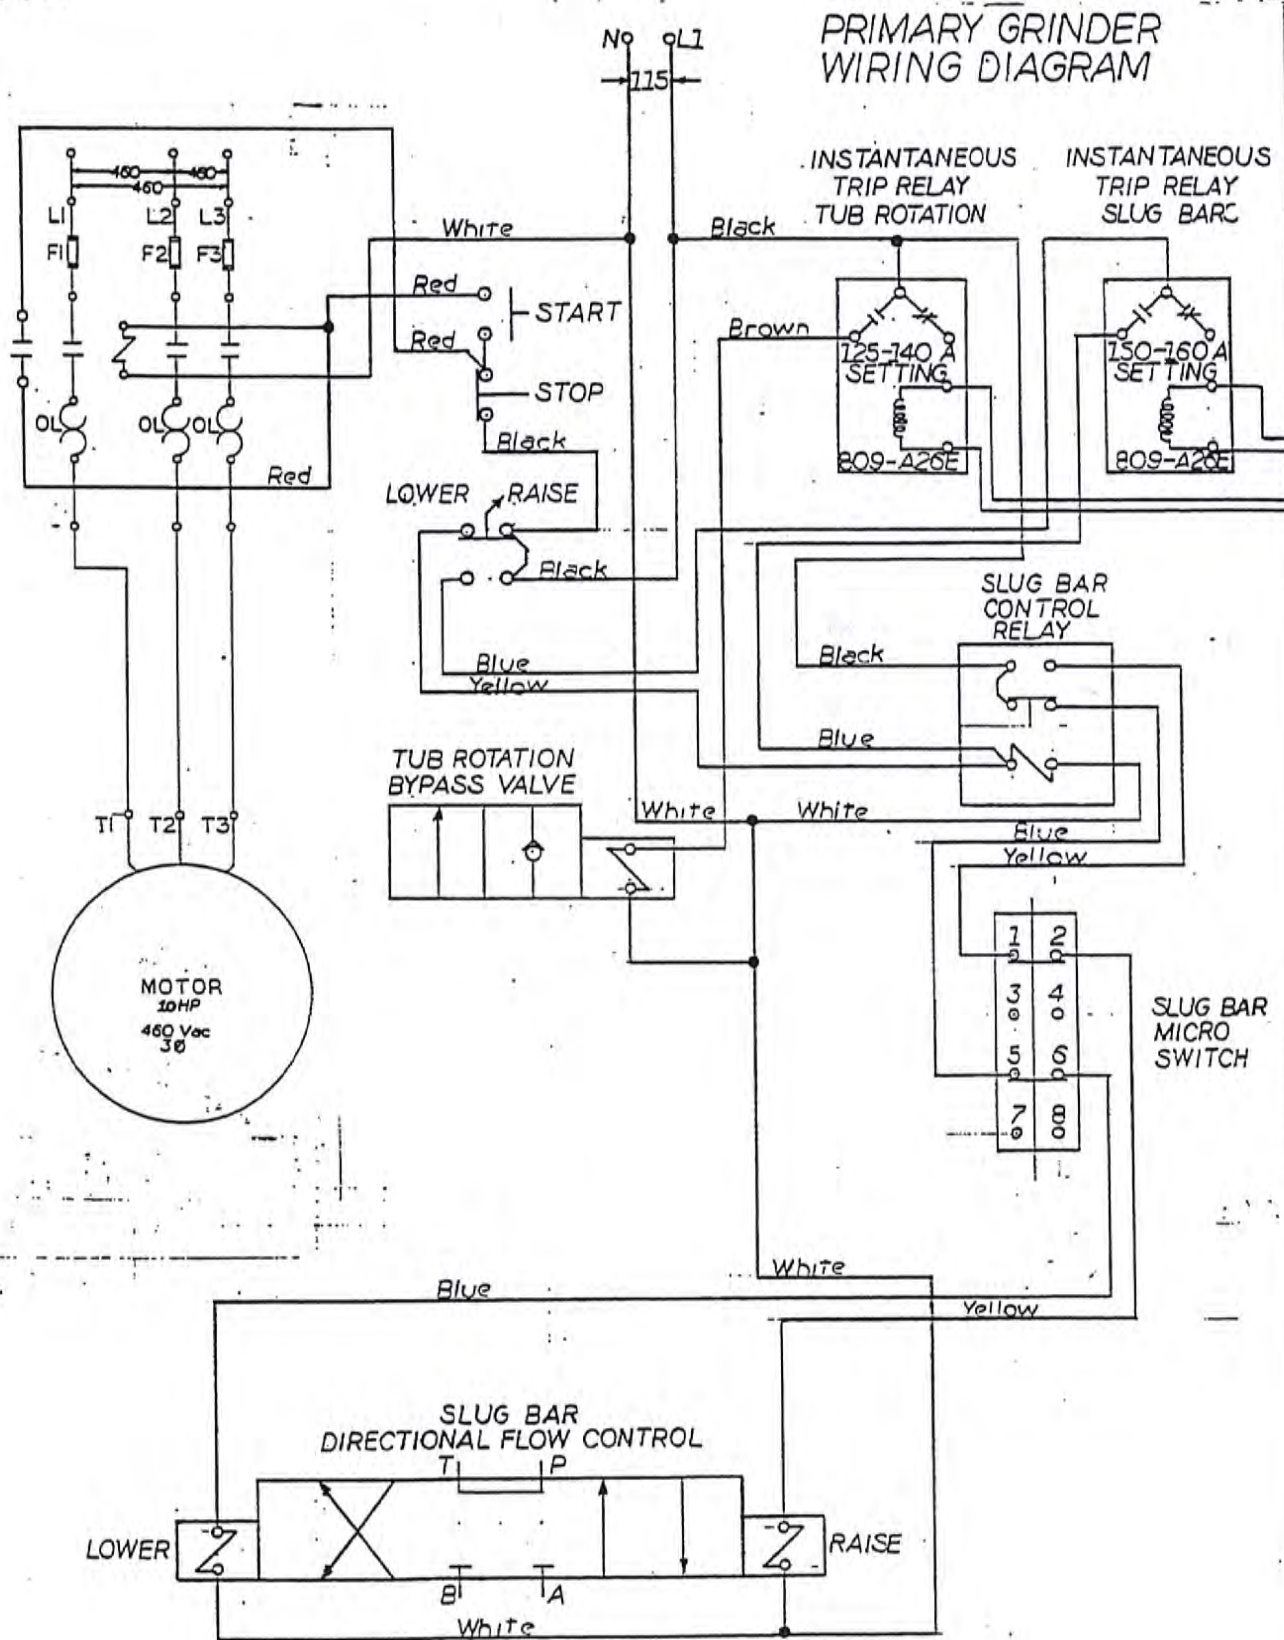 PRIMARY GRINDER
WIRING DIAGRAM
N
L1
115
INSTANTANEOUS
TRIP RELAY
TUB ROTATION
INSTANTANEOUS
TRIP RELAY
SLUG BARC
460
460
460
L1
L2
L3
F1
F2
F3
White
Black
Red
START
Red
STOP
Brown
125-140 A
SETTING
809-A26E
150-160 A
SETTING
809-A26E
OL
OL
OL
Black
Red
LOWER
RAISE
Black
SLUG BAR
CONTROL
RELAY
Blue
Yellow
Black
Blue
TUB ROTATION
BYPASS VALVE
White
White
Blue
Yellow
T1
T2
T3
MOTOR
10HP
460 Vac
3Ø
1 2
3 4
5 6
7 8
SLUG BAR
MICRO
SWITCH
White
Blue
Yellow
SLUG BAR
DIRECTIONAL FLOW CONTROL
T
P
LOWER
RAISE
B
A
White